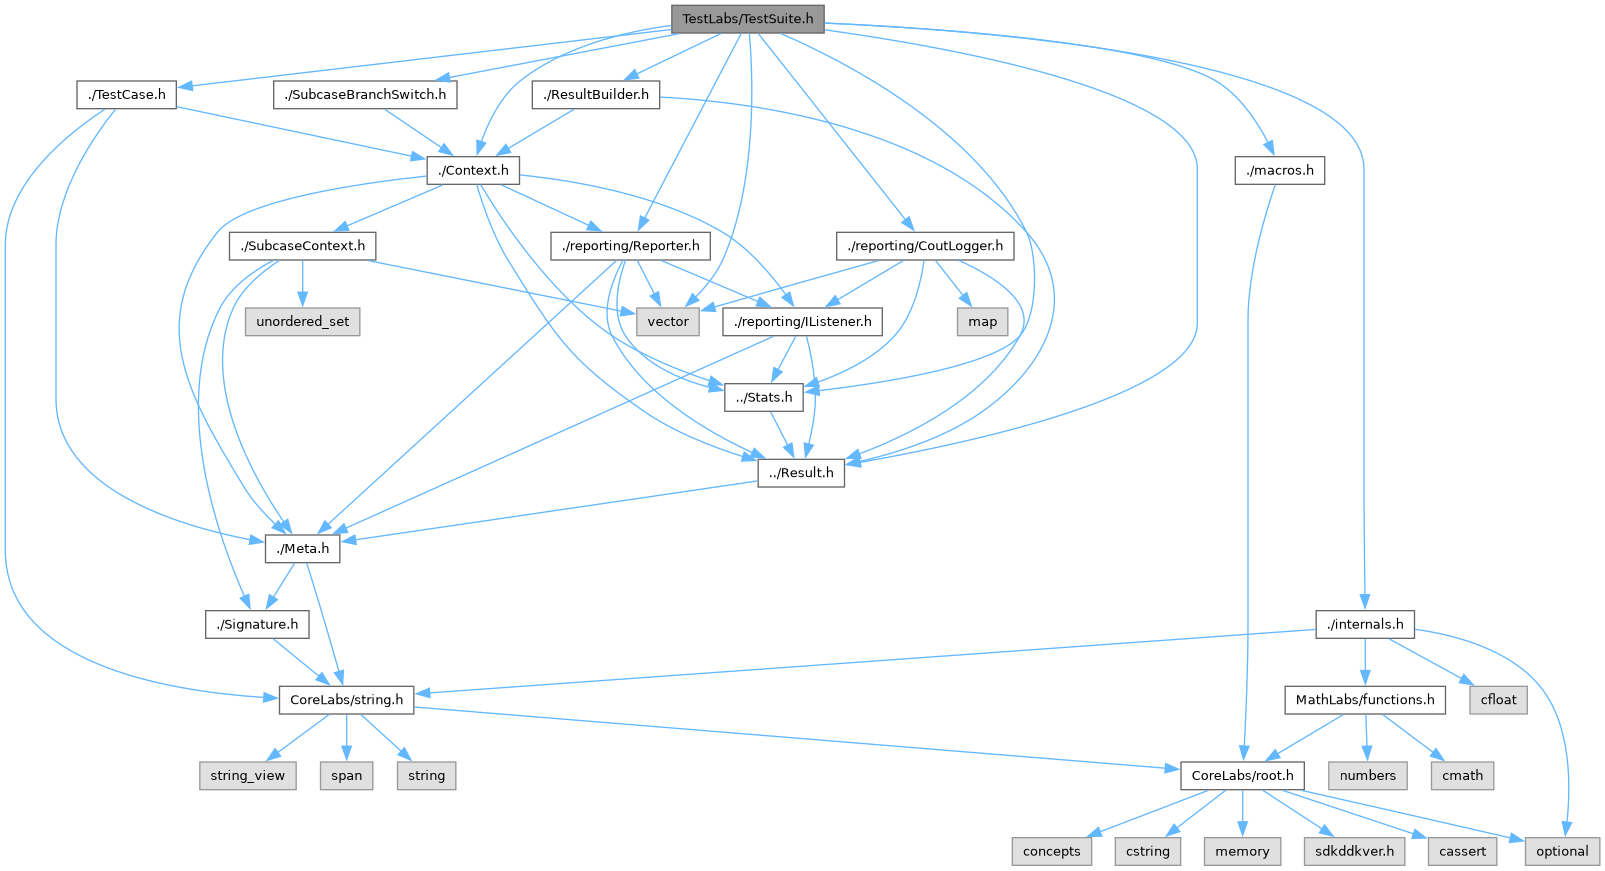 TestLabs/TestSuite.h
./TestCase.h
./SubcaseBranchSwitch.h
./ResultBuilder.h
./Context.h
./macros.h
./SubcaseContext.h
./reporting/Reporter.h
./reporting/CoutLogger.h
unordered_set
vector
./reporting/IListener.h
map
../Stats.h
../Result.h
./Meta.h
./Signature.h
./internals.h
CoreLabs/string.h
MathLabs/functions.h
cfloat
string_view
span
string
CoreLabs/root.h
numbers
cmath
concepts
cstring
memory
sdkddkver.h
cassert
optional